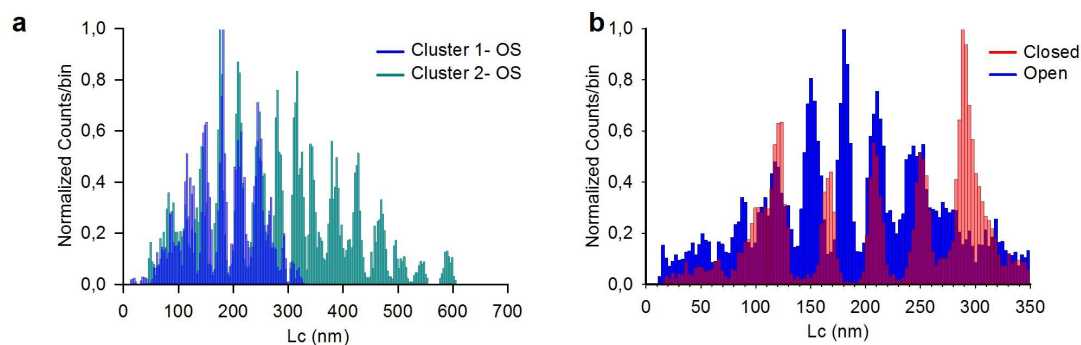 a
1,0
0,8
0,6
0,4
0,2
0,0
Normalized Counts/bin
0 100 200 300 400 500 600 700
Lc (nm)
Cluster 1- OS
Cluster 2- OS
b
1,0
0,8
0,6
0,4
0,2
0,0
Normalized Counts/bin
0 50 100 150 200 250 300 350
Lc (nm)
Closed
Open